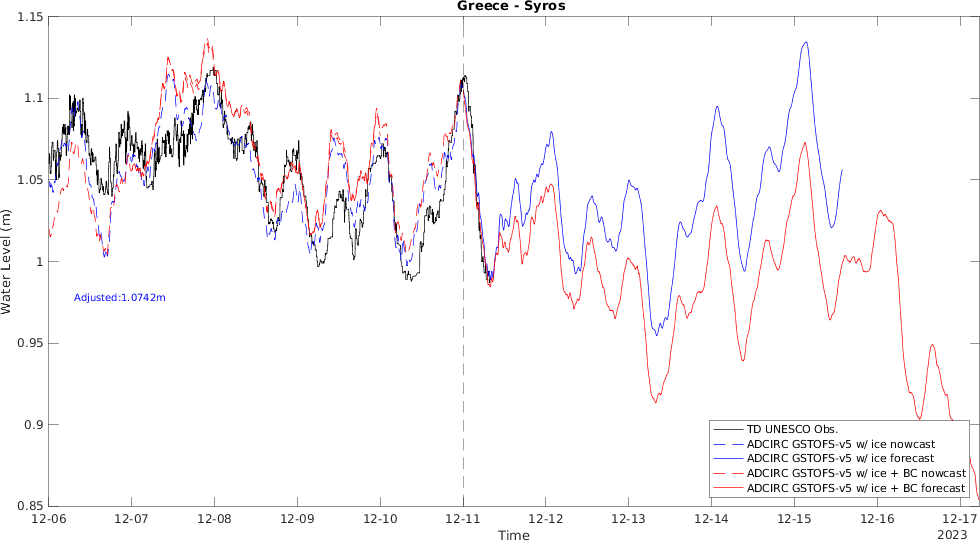 Greece - Syros
1.15
1.1
1.05
1
0.95
0.9
0.85
Water Level (m)
Adjusted:1.0742m
TD UNESCO Obs.
ADCIRC GSTOFS-v5 w/ ice nowcast
ADCIRC GSTOFS-v5 w/ ice forecast
ADCIRC GSTOFS-v5 w/ ice + BC nowcast
ADCIRC GSTOFS-v5 w/ ice + BC forecast
12-06 12-07 12-08 12-09 12-10 12-11 12-12 12-13 12-14 12-15 12-16 12-17
Time
2023